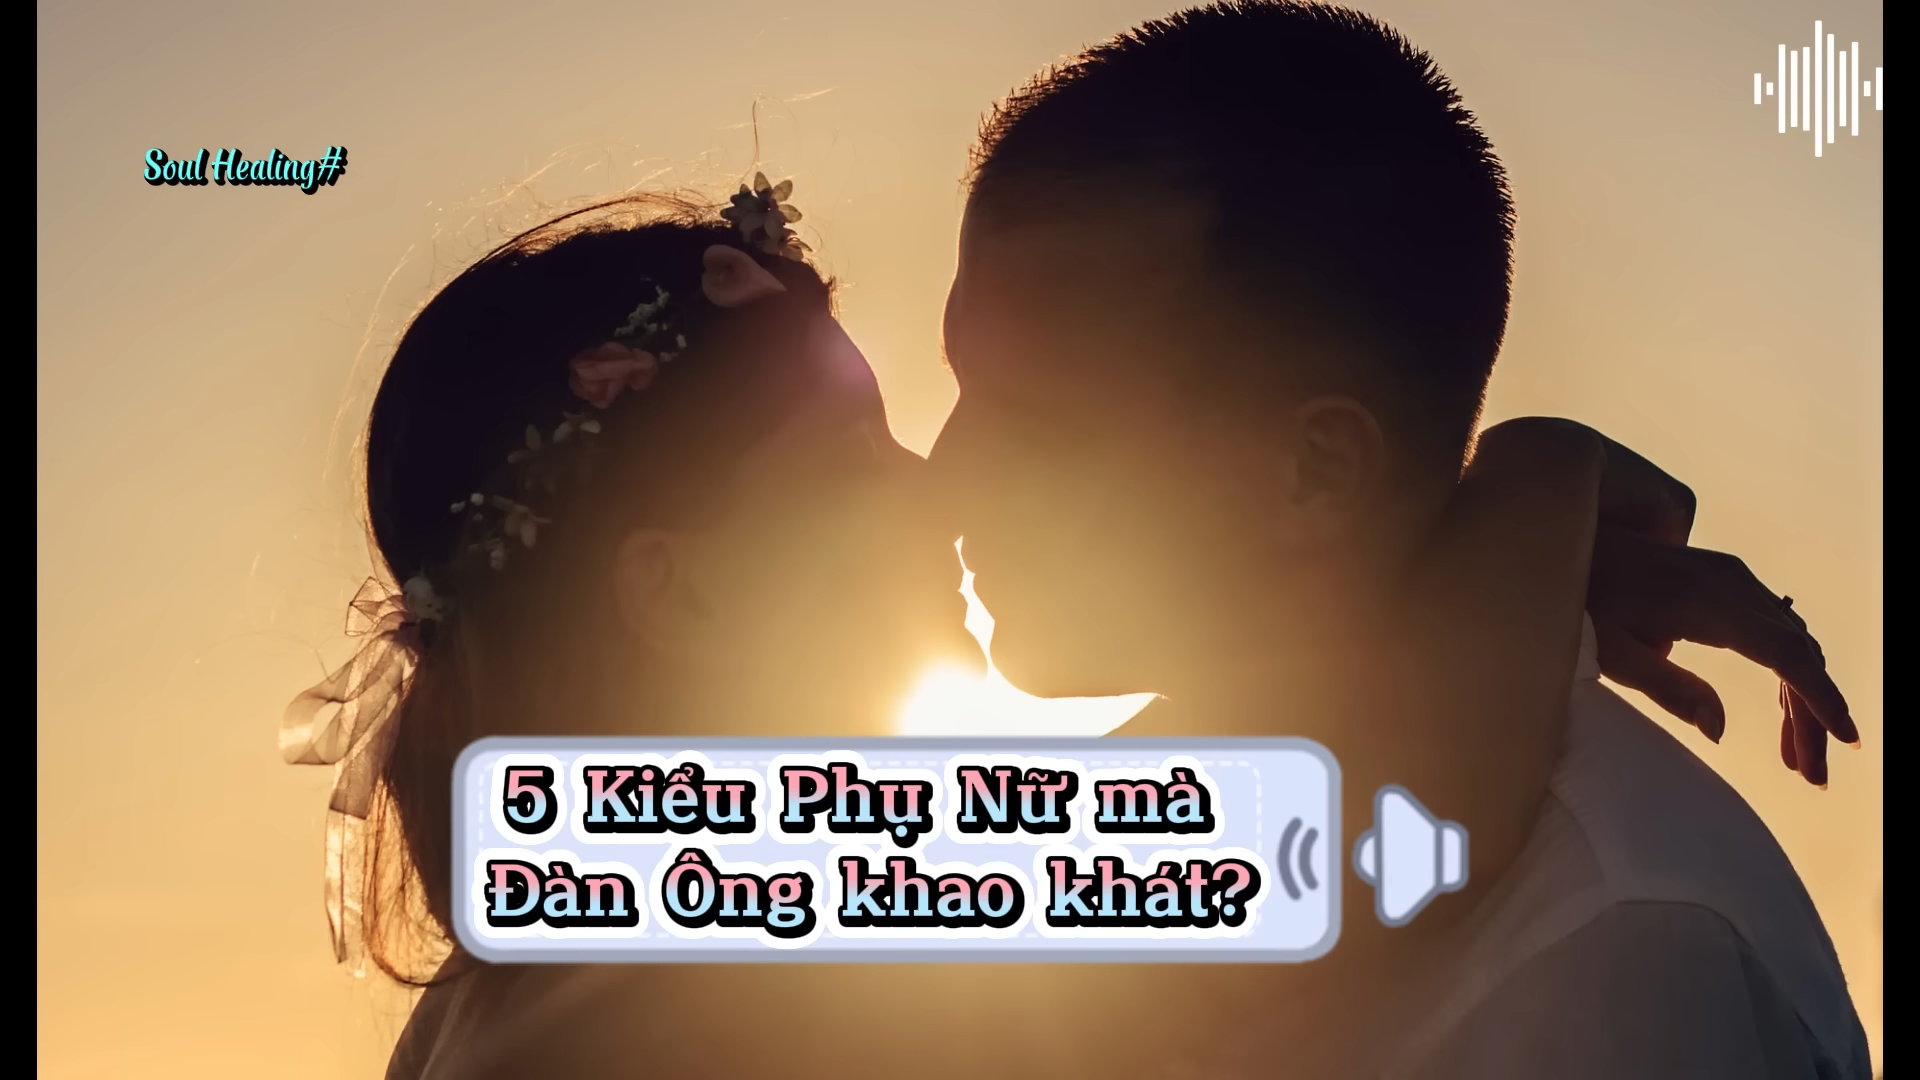 Soul Healing#
5 Kiểu Phụ Nữ mà
Đàn Ông khao khát?